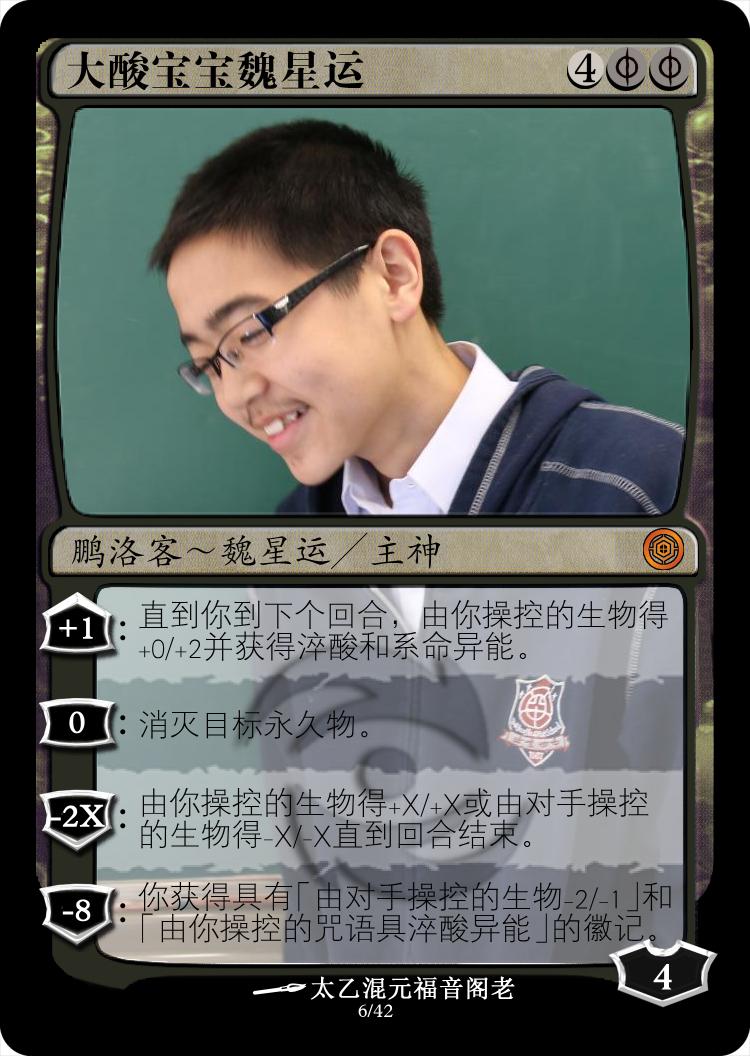 大酸宝宝魏星运 4
鹏洛客～魏星运／主神
+1：直到你到下个回合，由你操控的生物得
+0/+2并获得淬酸和系命异能。
0：消灭目标永久物。
-2X：由你操控的生物得+X/+X或由对手操控
的生物得-X/-X直到回合结束。
-8：你获得具有「由对手操控的生物-2/-1」和
「由你操控的咒语具淬酸异能」的徽记。
4
太乙混元福音阁老
6/42